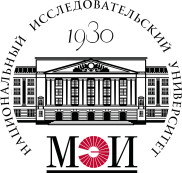 НАЦИОНАЛЬНЫЙ ИССЛЕДОВАТЕЛЬСКИЙ УНИВЕРСИТЕТ
1930
МЭИ